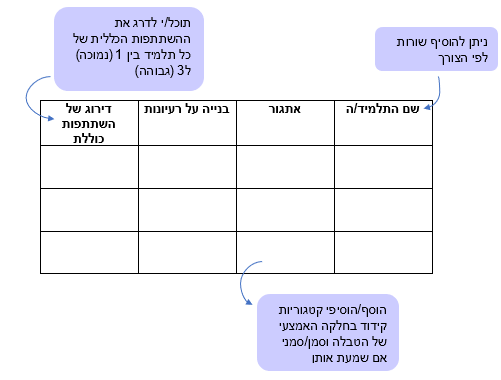 ניתן להוסיף שורות
לפי הצורך
תוכל/י לדרג את
ההשתתפות הכללית של
כל תלמיד בין 1 (נמוכה)
ל3 (גבוהה)
שם התלמיד/ה
אתגור
בנייה על רעיונות
דירוג של
השתתפות
כוללת
הוסף/הוסיפי קטגוריות
קידוד בחלקה האמצעי
של הטבלה וסמן/סמני
אם שמעת אותן